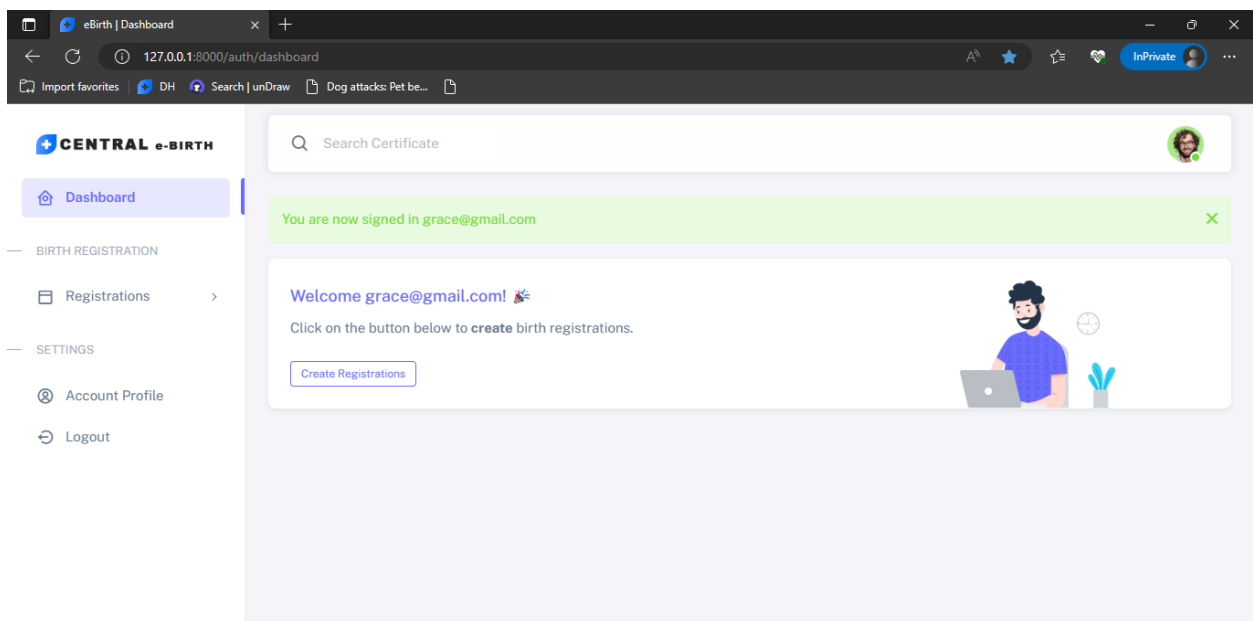 eBirth | Dashboard
127.0.0.1:8000/auth/dashboard
InPrivate
Import favorites
DH
Search | unDraw
Dog attacks: Pet be...
CENTRAL e-BIRTH
Search Certificate
Dashboard
You are now signed in grace@gmail.com
BIRTH REGISTRATION
Registrations
Welcome grace@gmail.com! 🎉
Click on the button below to create birth registrations.
Create Registrations
SETTINGS
Account Profile
Logout